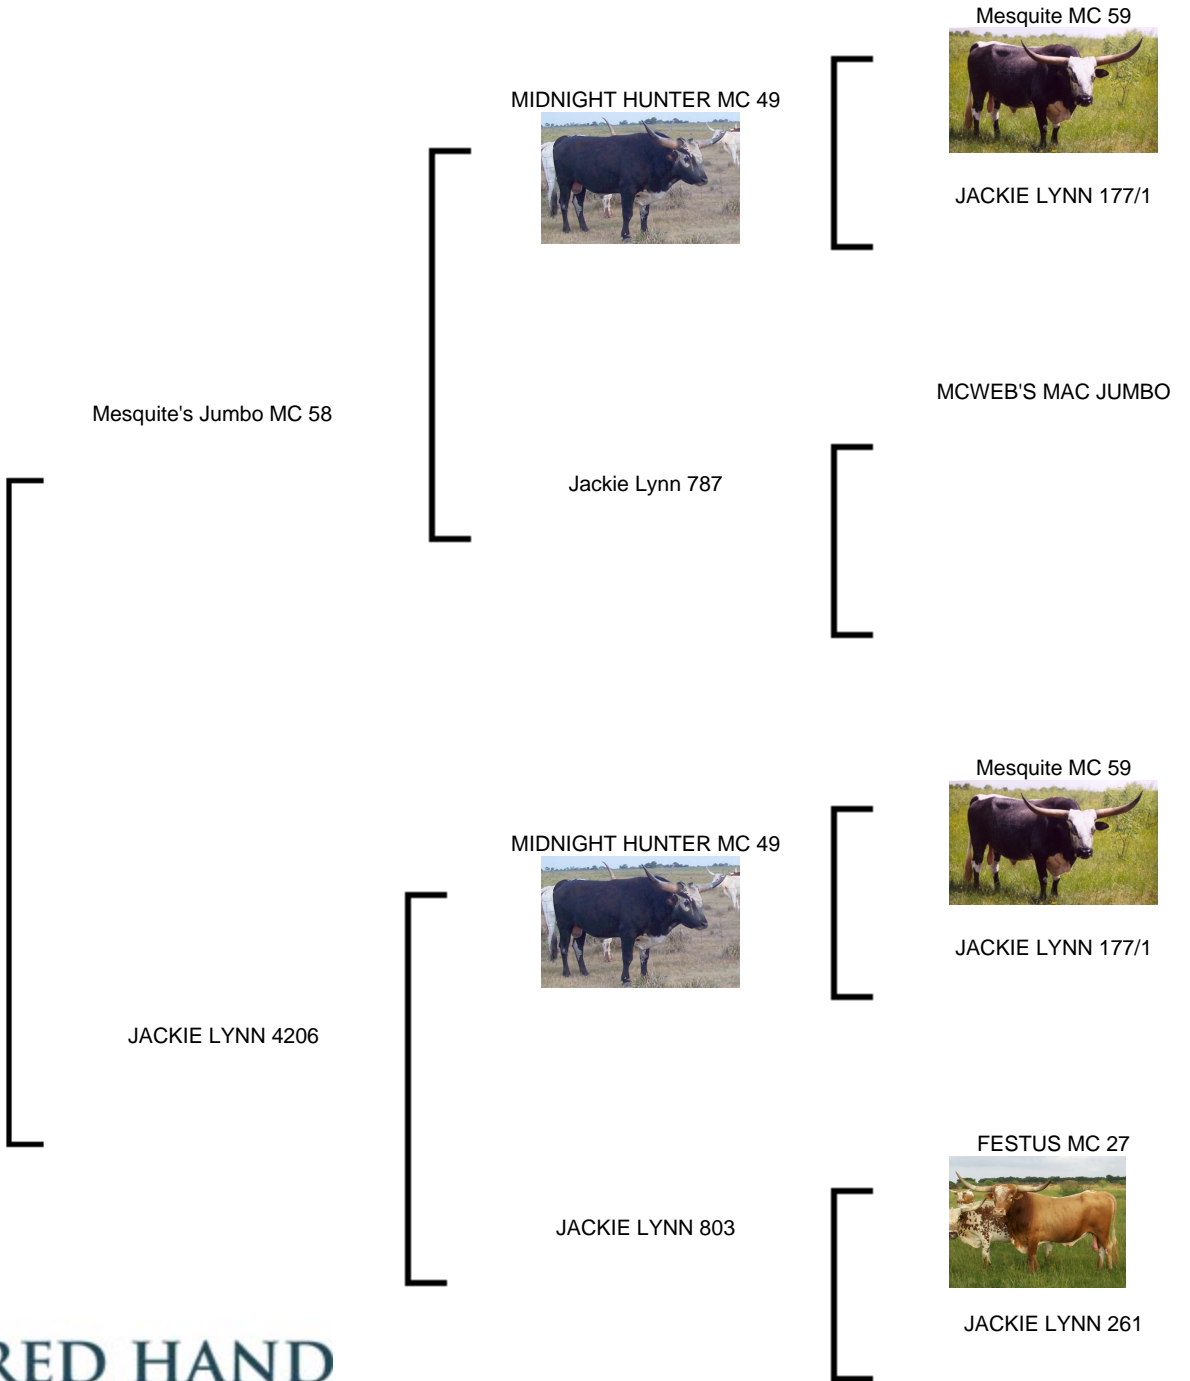 Mesquite MC 59
MIDNIGHT HUNTER MC 49
JACKIE LYNN 177/1
MCWEB'S MAC JUMBO
Mesquite's Jumbo MC 58
Jackie Lynn 787
Mesquite MC 59
MIDNIGHT HUNTER MC 49
JACKIE LYNN 177/1
JACKIE LYNN 4206
FESTUS MC 27
JACKIE LYNN 803
JACKIE LYNN 261
RED HAND